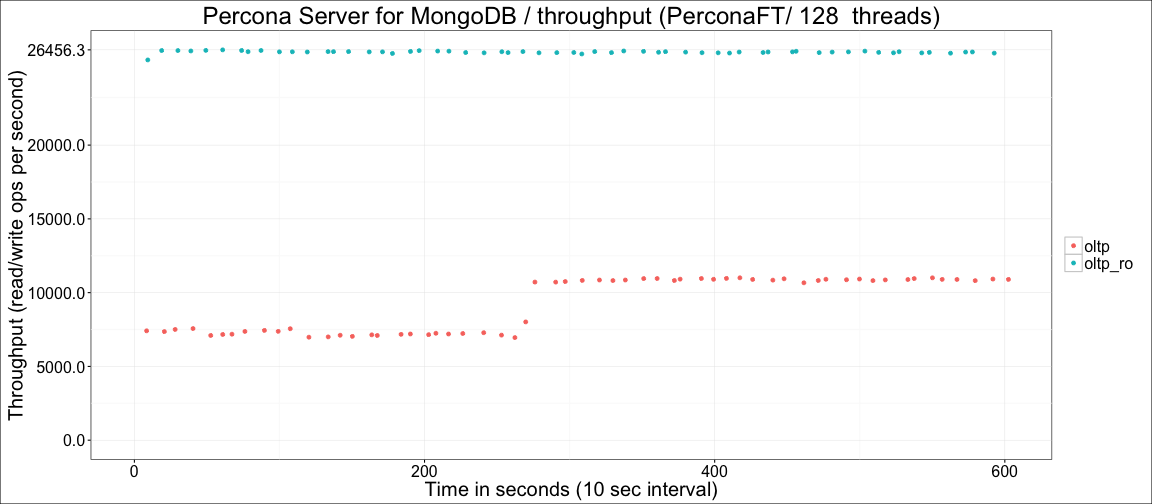 Percona Server for MongoDB / throughput (PerconaFT/ 128  threads)
Throughput (read/write ops per second)
26456.3
20000.0
15000.0
10000.0
5000.0
0.0
0 200 400 600
Time in seconds (10 sec interval)
oltp
oltp_ro